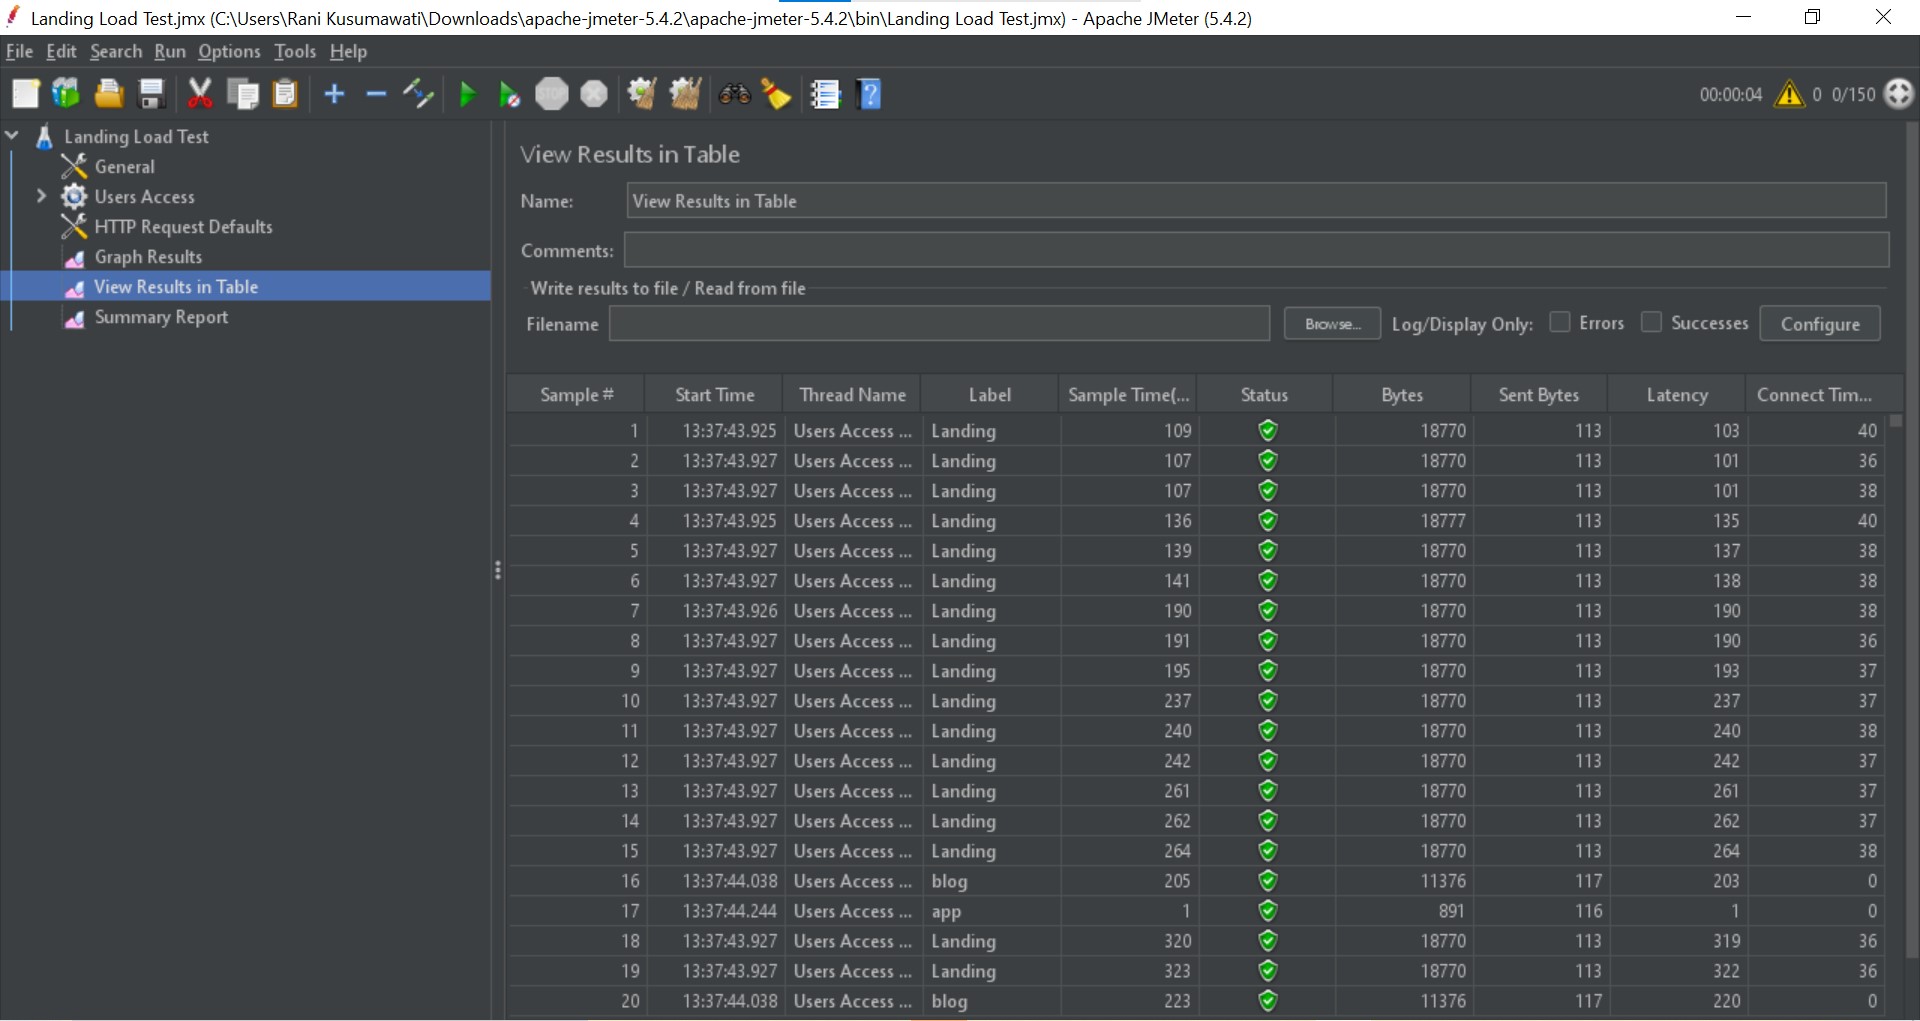 Landing Load Test.jmx (C:\Users\Rani Kusumawati\Downloads\apache-jmeter-5.4.2\apache-jmeter-5.4.2\bin\Landing Load Test.jmx) - Apache JMeter (5.4.2)
File Edit Search Run Options Tools Help
STOP 00:00:04 0 0/150
Landing Load Test
General
Users Access
HTTP Request Defaults
Graph Results
View Results in Table
Summary Report
View Results in Table
Name: View Results in Table
Comments:
Write results to file / Read from file
Filename Browse... Log/Display Only: Errors Successes Configure
Sample # Start Time Thread Name Label Sample Time(... Status Bytes Sent Bytes Latency Connect Tim...
1 13:37:43.925 Users Access ... Landing 109 18770 113 103 40
2 13:37:43.927 Users Access ... Landing 107 18770 113 101 36
3 13:37:43.927 Users Access ... Landing 107 18770 113 101 38
4 13:37:43.925 Users Access ... Landing 136 18777 113 135 40
5 13:37:43.927 Users Access ... Landing 139 18770 113 137 38
6 13:37:43.927 Users Access ... Landing 141 18770 113 138 38
7 13:37:43.926 Users Access ... Landing 190 18770 113 190 38
8 13:37:43.927 Users Access ... Landing 191 18770 113 190 36
9 13:37:43.927 Users Access ... Landing 195 18770 113 193 37
10 13:37:43.927 Users Access ... Landing 237 18770 113 237 37
11 13:37:43.927 Users Access ... Landing 240 18770 113 240 38
12 13:37:43.927 Users Access ... Landing 242 18770 113 242 37
13 13:37:43.927 Users Access ... Landing 261 18770 113 261 37
14 13:37:43.927 Users Access ... Landing 262 18770 113 262 37
15 13:37:43.927 Users Access ... Landing 264 18770 113 264 38
16 13:37:44.038 Users Access ... blog 205 11376 117 203 0
17 13:37:44.244 Users Access ... app 1 891 116 1 0
18 13:37:43.927 Users Access ... Landing 320 18770 113 319 36
19 13:37:43.927 Users Access ... Landing 323 18770 113 322 36
20 13:37:44.038 Users Access ... blog 223 11376 117 220 0